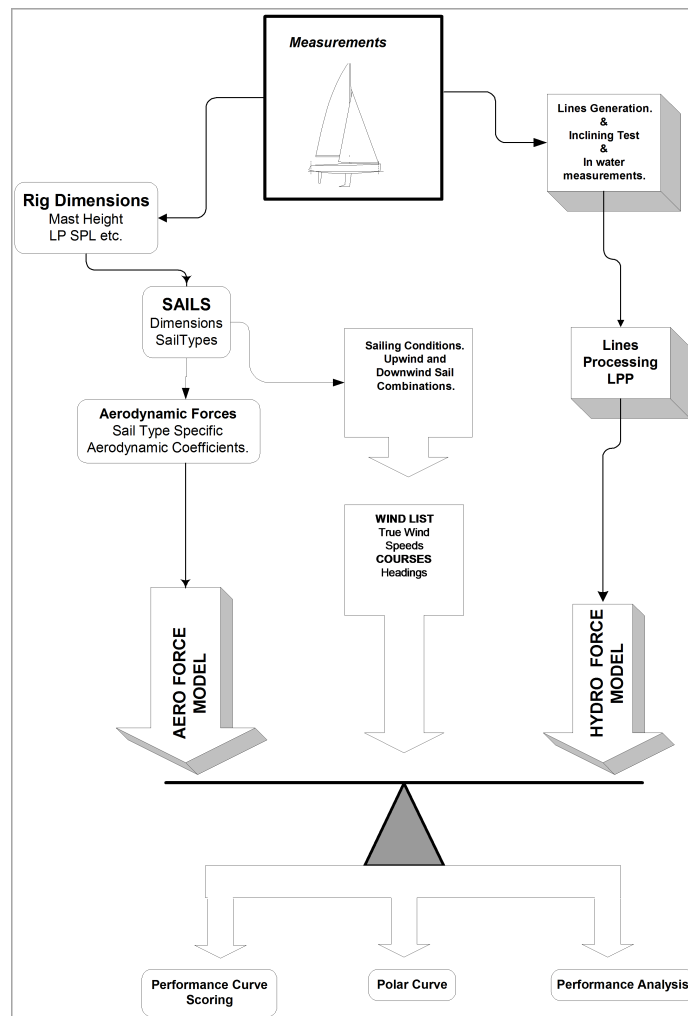 Measurements
Lines Generation.
&
Inclining Test
&
In water
measurements.
Rig Dimensions
Mast Height
LP SPL etc.
SAILS
Dimensions
SailTypes
Sailing Conditions.
Upwind and
Downwind Sail
Combinations.
Lines
Processing
LPP
Aerodynamic Forces
Sail Type Specific
Aerodynamic Coefficients.
WIND LIST
True Wind
Speeds
COURSES
Headings
AERO FORCE
MODEL
HYDRO FORCE
MODEL
Performance Curve
Scoring
Polar Curve
Performance Analysis